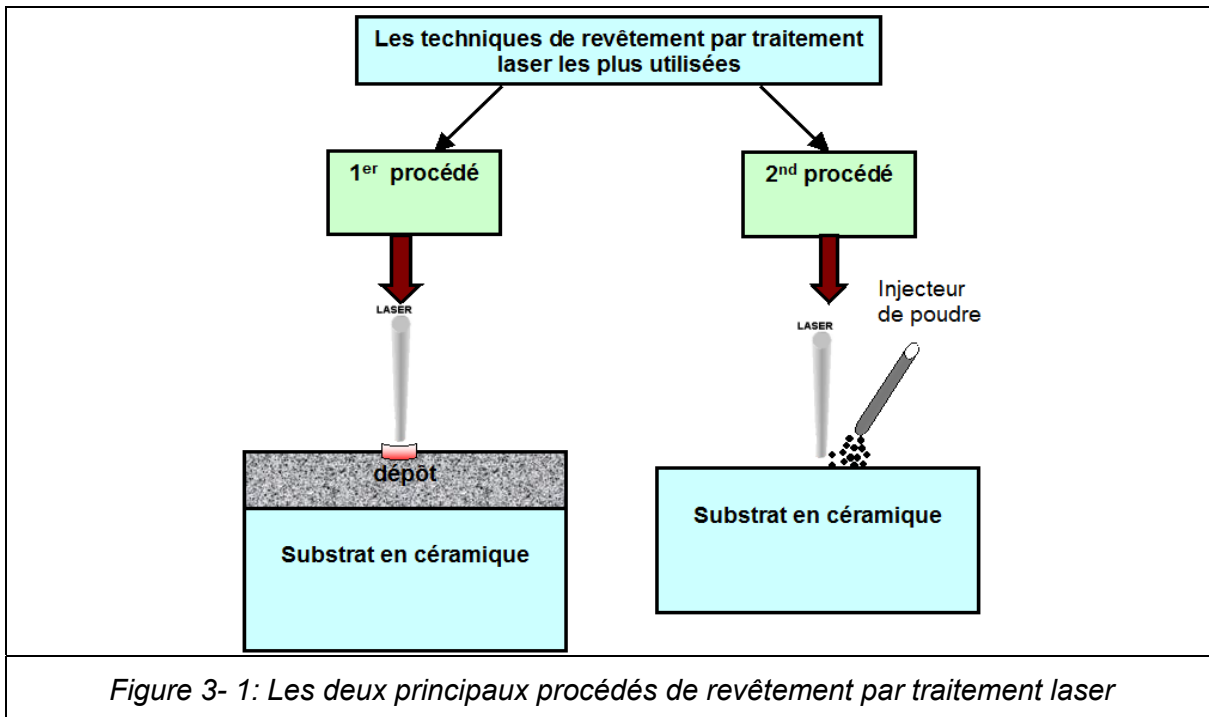 Les techniques de revêtement par traitement
laser les plus utilisées
1er procédé
2nd procédé
LASER
LASER
Injecteur
de poudre
dépôt
Substrat en céramique
Substrat en céramique
Figure 3- 1: Les deux principaux procédés de revêtement par traitement laser